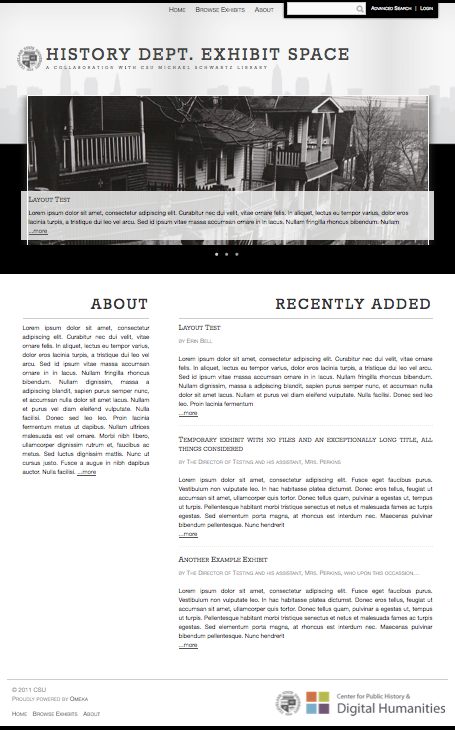 Home Browse Exhibits About
Advanced Search | Login
HISTORY DEPT. EXHIBIT SPACE
A COLLABORATION WITH CSU MICHAEL SCHWARTZ LIBRARY
Layout Test
Lorem ipsum dolor sit amet, consectetur adipiscing elit. Curabitur nec dui velit, vitae ornare felis. In aliquet, lectus eu tempor varius, dolor eros
lacinia turpis, a tristique dui leo vel arcu. Sed id ipsum vitae massa accumsan ornare ac id lacus. Nullam fringilla rhoncus bibendum. Nullam
...more
ABOUT
Lorem ipsum dolor sit amet, consectetur
adipiscing elit. Curabitur nec dui velit, vitae
ornare felis. In aliquet, lectus eu tempor varius,
dolor eros lacinia turpis, a tristique dui leo vel
arcu. Sed id ipsum vitae massa accumsan
ornare ac id lacus. Nullam fringilla rhoncus
bibendum. Nullam dignissim, massa a
adipiscing blandit, sapien purus semper nunc,
et accumsan nulla dolor sit amet lacus. Nullam
et purus vel diam eleifend vulputate. Nulla
facilisi. Donec sed leo leo. Proin lacinia
fermentum metus ut dapibus. Nullam ultrices
malesuada est vel ornare. Morbi nibh libero,
ullamcorper dignissim rutrum et, faucibus ac
metus. Sed luctus dignissim mattis. Nunc ut
cursus justo. Fusce a augue in nibh dapibus
auctor. Nulla facilisi. ...more
RECENTLY ADDED
Layout Test
by Erin Bell
Lorem ipsum dolor sit amet, consectetur adipiscing elit. Curabitur nec dui velit, vitae
ornare felis. In aliquet, lectus eu tempor varius, dolor eros lacinia turpis, a tristique dui leo
vel arcu. Sed id ipsum vitae massa accumsan ornare ac id lacus. Nullam fringilla rhoncus bibendum.
Nullam dignissim, massa a adipiscing blandit, sapien purus semper nunc, et accumsan nulla
dolor sit amet lacus. Nullam et purus vel diam eleifend vulputate. Nulla facilisi. Donec sed leo
leo. Proin lacinia fermentum
...more
Temporary exhibit with no files and an exceptionally long title, all
things considered
by The Director of Testing and his assistant, Mrs. Perkins
Lorem ipsum dolor sit amet, consectetur adipiscing elit. Fusce eget faucibus purus.
Vestibulum non vulputate leo. In hac habitasse platea dictumst. Donec eu felis augue, feugiat ut
accumsan sit amet, ullamcorper quis tortor. Donec tellus quam, pulvinar a egestas ut, tempus
ut turpis. Pellentesque habitant morbi tristique senectus et netus et malesuada fames ac turpis
egestas. Sed elementum porta magna, at rhoncus est interdum nec. Maecenas pulvinar
bibendum pellentesque. Nunc hendrerit
...more
Another Example Exhibit
by The Director of Testing and his assistant, Mrs. Perkins, who upon this occassion,...
Lorem ipsum dolor sit amet, consectetur adipiscing elit. Fusce eget faucibus purus.
Vestibulum non vulputate leo. In hac habitasse platea dictumst. Donec eu felis augue, feugiat ut
accumsan sit amet, ullamcorper quis tortor. Donec tellus quam, pulvinar a egestas ut, tempus
ut turpis. Pellentesque habitant morbi tristique senectus et netus et malesuada fames ac turpis
egestas. Sed elementum porta magna, at rhoncus est interdum nec. Maecenas pulvinar
bibendum pellentesque. Nunc hendrerit
...more
© 2011 CSU
Proudly powered by Omeka
Home Browse Exhibits About
Center for Public History &
Digital Humanities